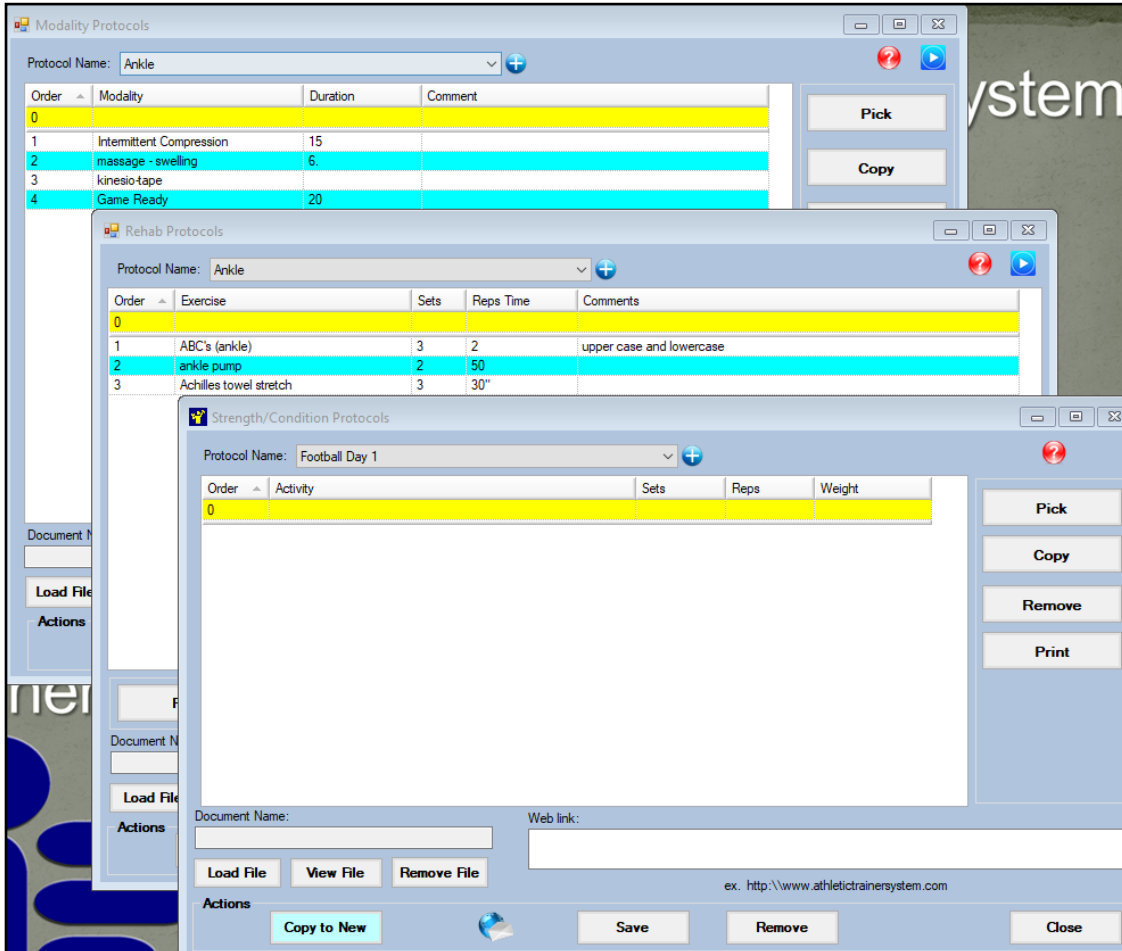 Modality Protocols
Protocol Name: Ankle
ystem
Order Modality Duration Comment
0
Pick
1 Intermittent Compression 15
2 massage - swelling 6.
Copy
3 kinesio-tape
4 Game Ready 20
Rehab Protocols
Protocol Name: Ankle
Order Exercise Sets Reps Time Comments
0
1 ABC's (ankle) 3 2 upper case and lowercase
2 ankle pump 2 50
3 Achilles towel stretch 3 30"
Strength/Condition Protocols
Protocol Name: Football Day 1
Order Activity Sets Reps Weight
0
Pick
Document N
Copy
Load File
Remove
Actions
Print
ner
Document N
Load File
Actions
Document Name:
Web link:
Load File View File Remove File
ex. http:\\www.athletictrainersystem.com
Actions
Copy to New Save Remove Close